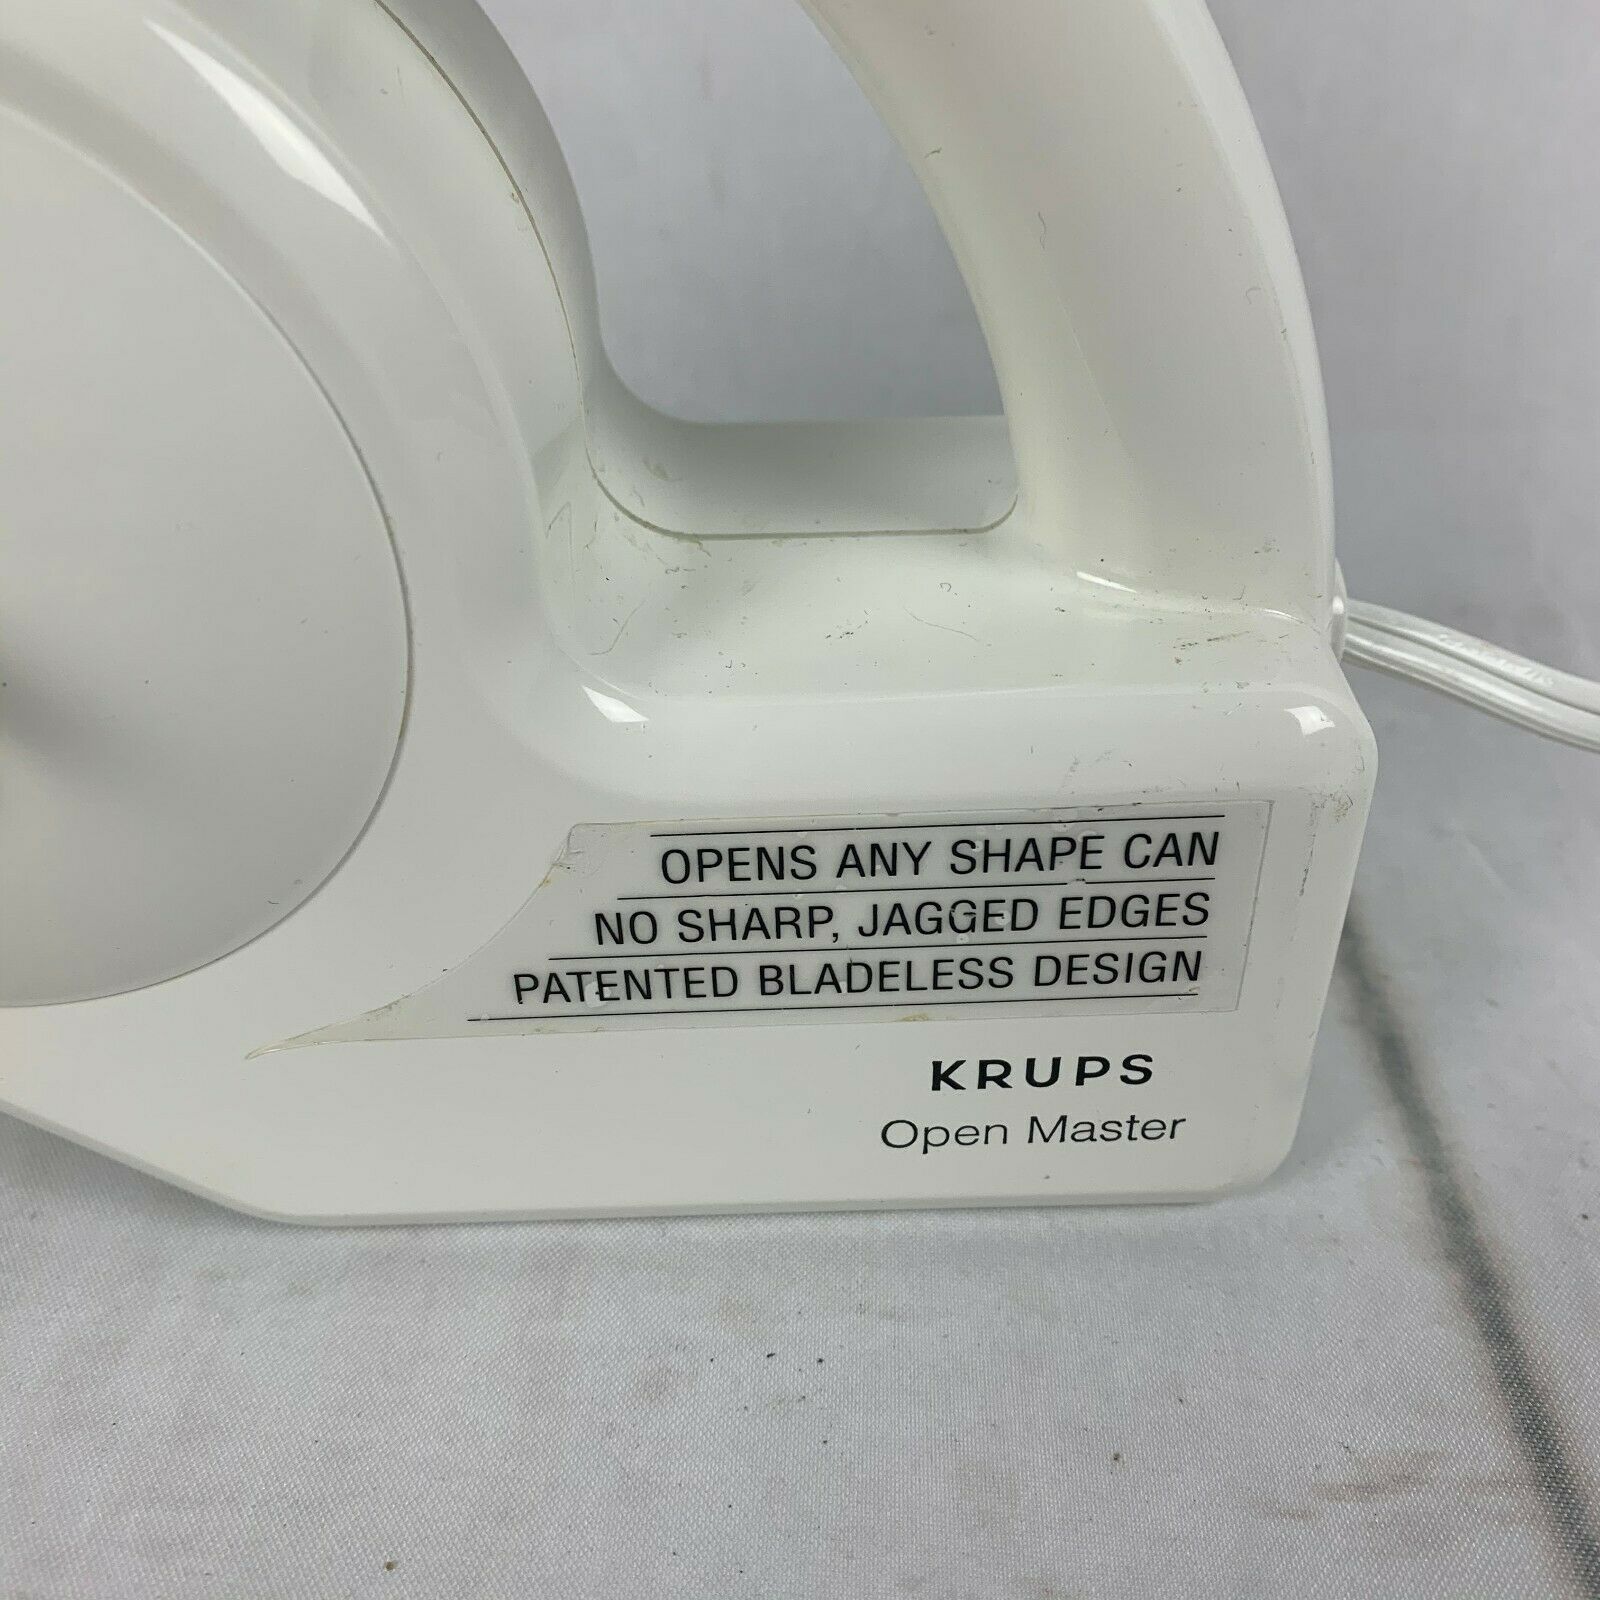 OPENS ANY SHAPE CAN
NO SHARP, JAGGED EDGES
PATENTED BLADELESS DESIGN
KRUPS
Open Master